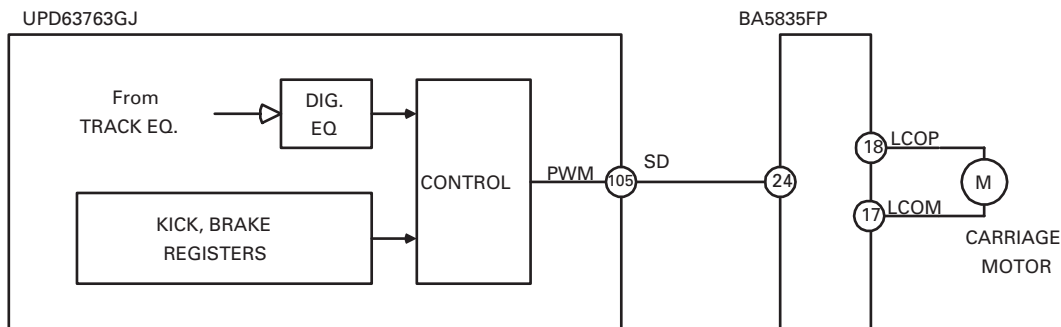 UPD63763GJ
BA5835FP
From
TRACK EQ.
DIG.
EQ
CONTROL
PWM
105
SD
24
18
LCOP
M
17
LCOM
KICK, BRAKE
REGISTERS
CARRIAGE
MOTOR